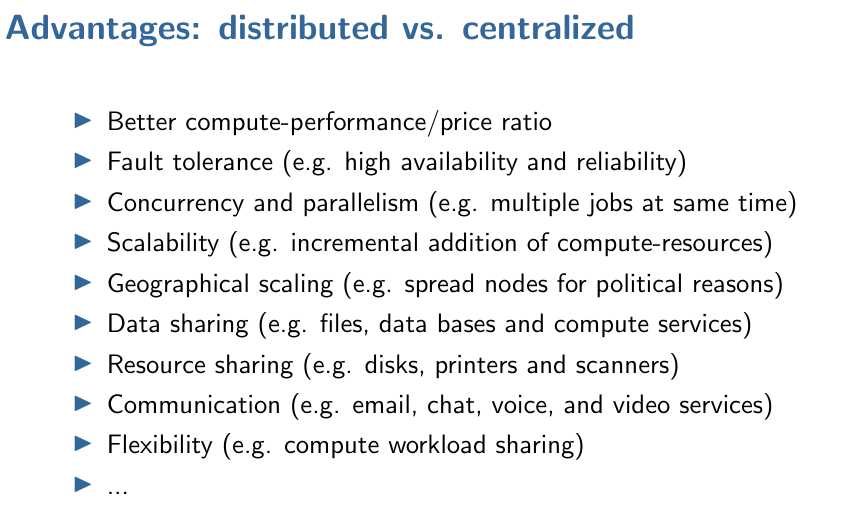 Advantages: distributed vs. centralized
▶ Better compute-performance/price ratio
▶ Fault tolerance (e.g. high availability and reliability)
▶ Concurrency and parallelism (e.g. multiple jobs at same time)
▶ Scalability (e.g. incremental addition of compute-resources)
▶ Geographical scaling (e.g. spread nodes for political reasons)
▶ Data sharing (e.g. files, data bases and compute services)
▶ Resource sharing (e.g. disks, printers and scanners)
▶ Communication (e.g. email, chat, voice, and video services)
▶ Flexibility (e.g. compute workload sharing)
▶ ...